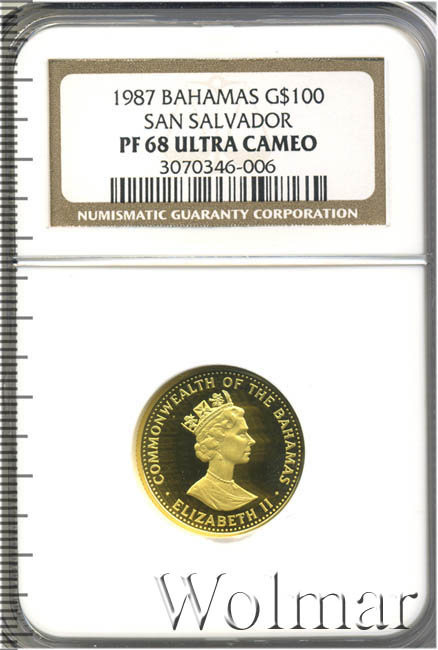 1987 BAHAMAS G$100
SAN SALVADOR
PF 68 ULTRA CAMEO
3070346-006
NUMISMATIC GUARANTY CORPORATION
COMMONWEALTH OF THE BAHAMAS
· ELIZABETH II ·
Wolmar